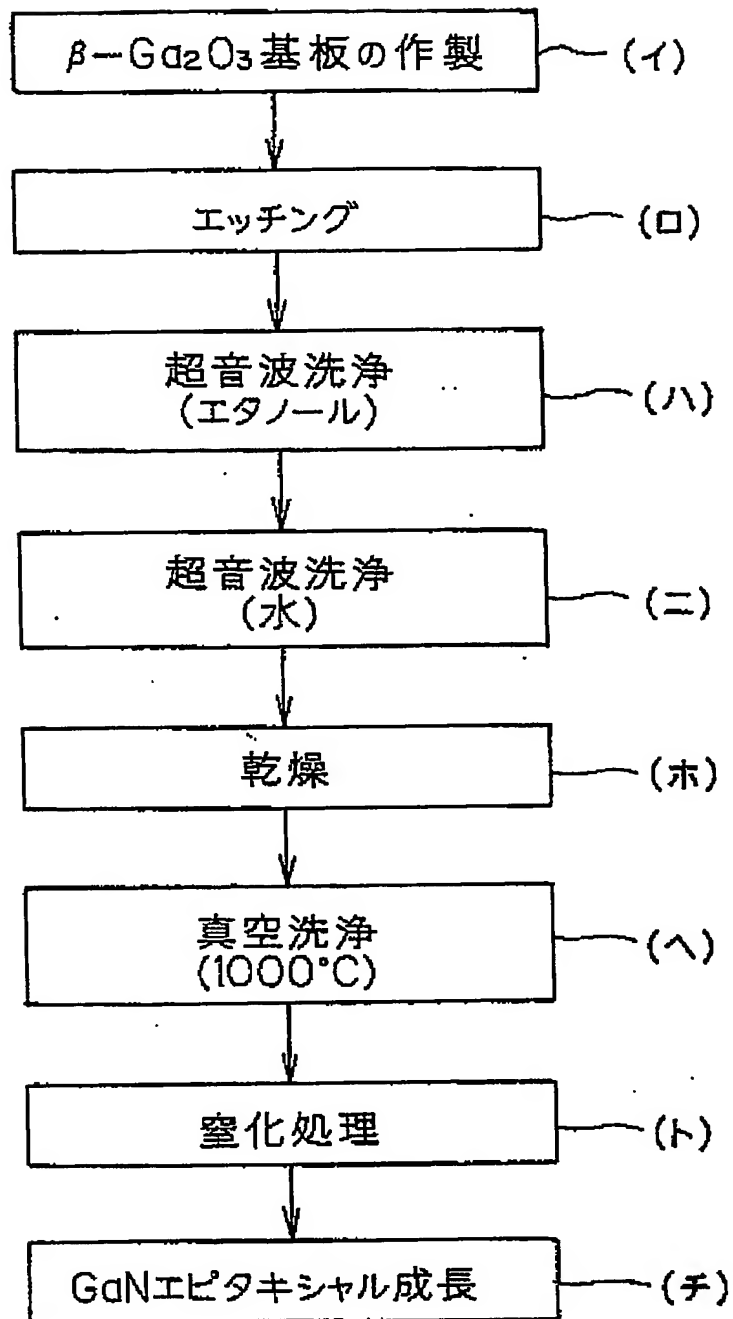 β-Ga₂O₃基板の作製 (イ)
エッチング (ロ)
超音波洗浄
(エタノール) (ハ)
超音波洗浄
(水) (ニ)
乾燥 (ホ)
真空洗浄
(1000°C) (ヘ)
窒化処理 (ト)
GaNエピタキシャル成長 (チ)